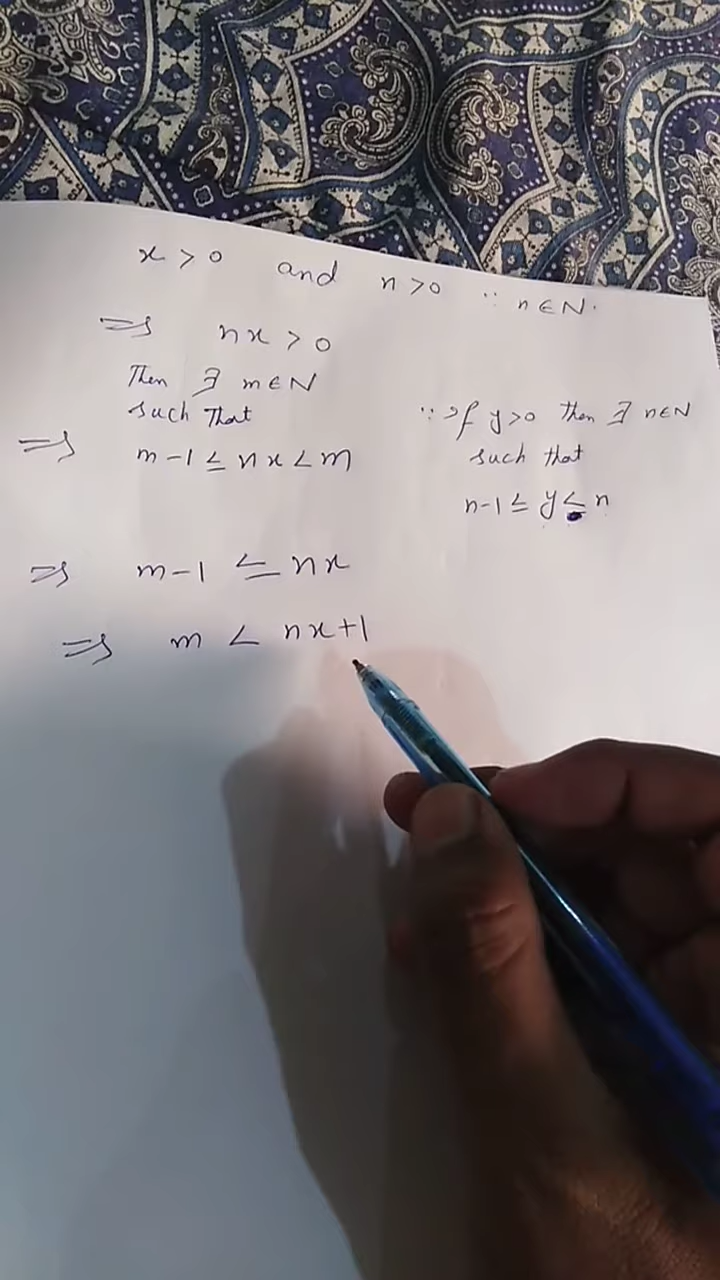 x > 0 and n > 0 ∵ n ∈ N.
⇒ nx > 0
Then ∃ m ∈ N
such That
⇒ m-1 ≤ nx < m
∵ If y>0 then ∃ n∈N
such that
n-1 ≤ y ≤ n
⇒ m-1 ≤ nx
⇒ m < nx+1